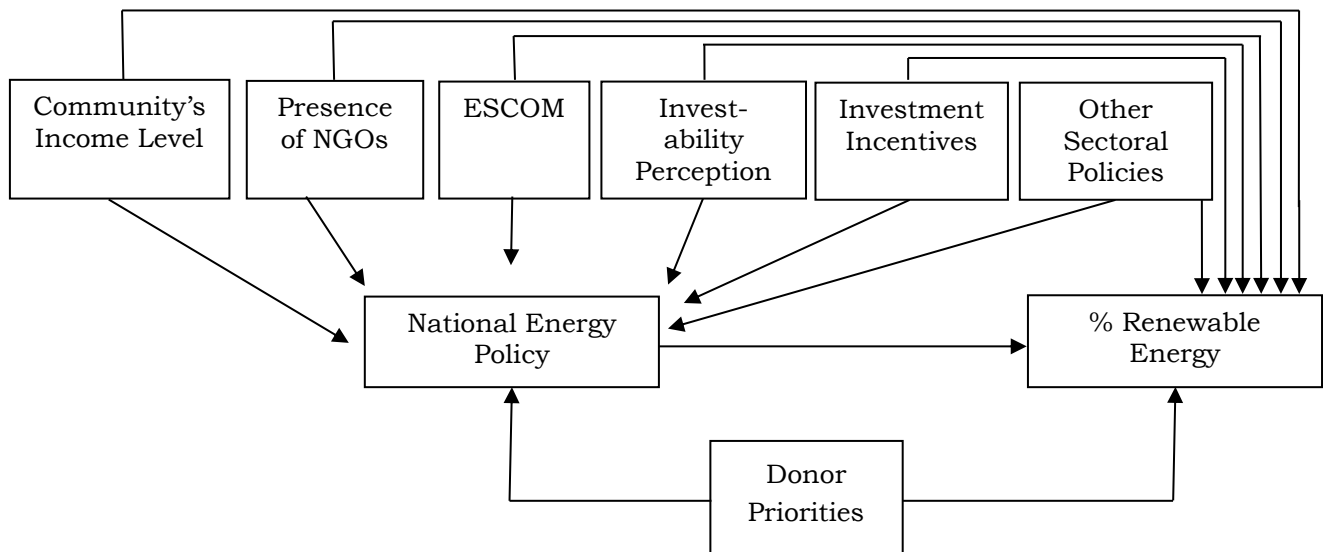 Community’s
Income Level
Presence
of NGOs
ESCOM
Invest-
ability
Perception
Investment
Incentives
Other
Sectoral
Policies
National Energy
Policy
% Renewable
Energy
Donor
Priorities